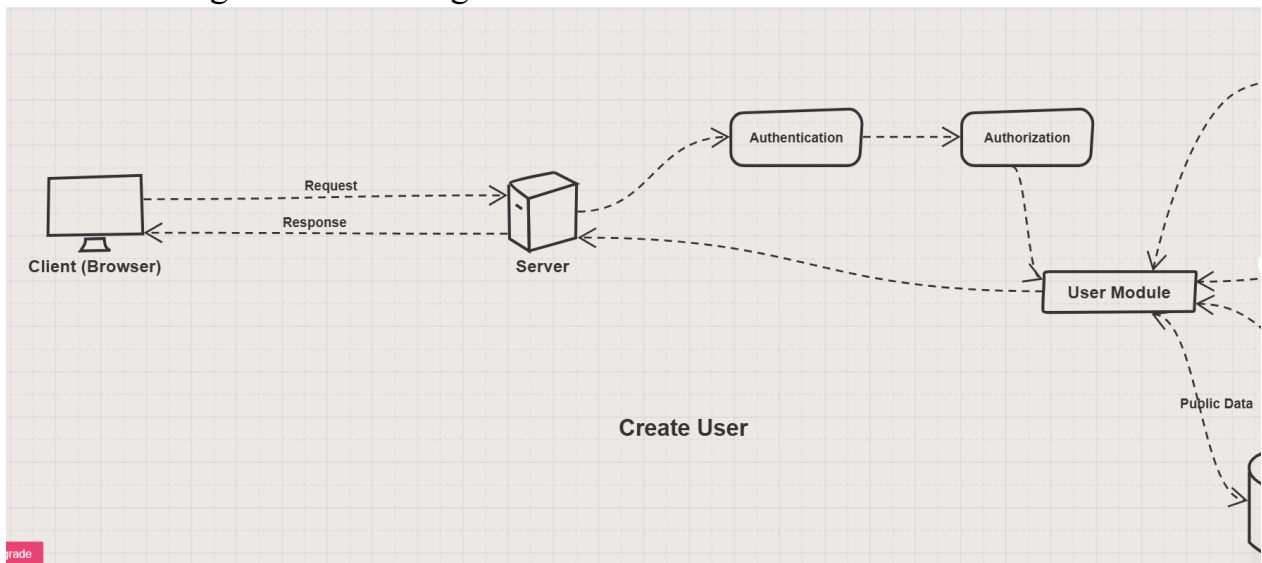 Request
Response
Client (Browser)
Server
Authentication
Authorization
User Module
Public Data
Create User
grade